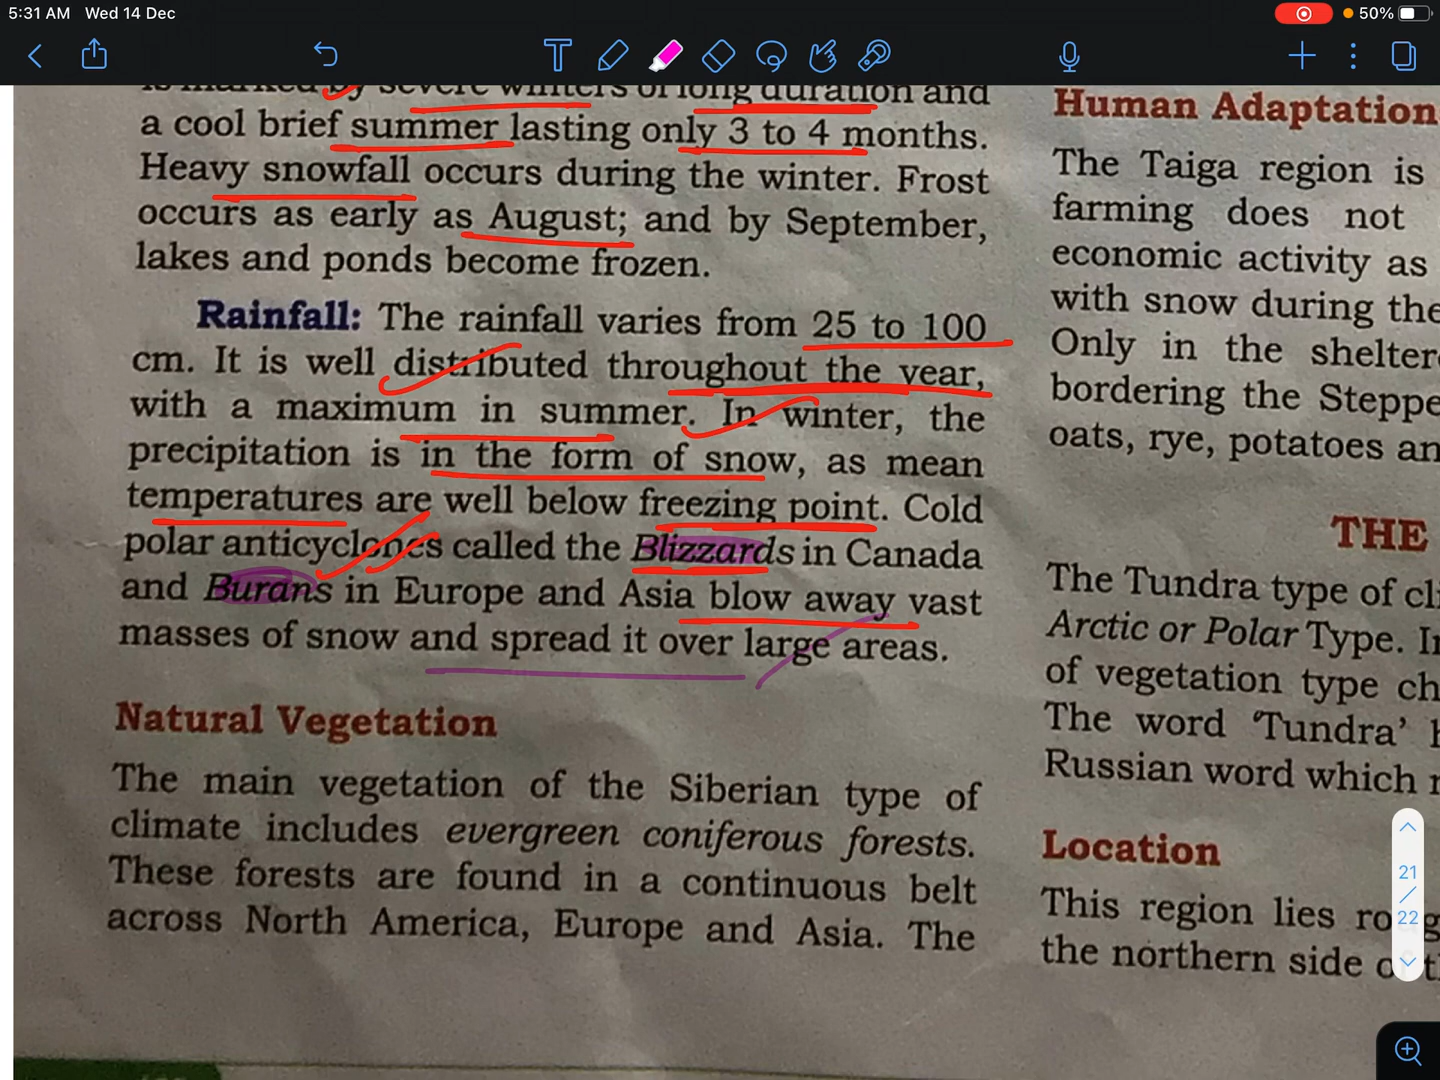 5:31 AM Wed 14 Dec
50%
is marked by severe winters of long duration and
a cool brief summer lasting only 3 to 4 months.
Heavy snowfall occurs during the winter. Frost
occurs as early as August; and by September,
lakes and ponds become frozen.
Rainfall: The rainfall varies from 25 to 100
cm. It is well distributed throughout the year,
with a maximum in summer. In winter, the
precipitation is in the form of snow, as mean
temperatures are well below freezing point. Cold
polar anticyclones called the Blizzards in Canada
and Burans in Europe and Asia blow away vast
masses of snow and spread it over large areas.
Natural Vegetation
The main vegetation of the Siberian type of
climate includes evergreen coniferous forests.
These forests are found in a continuous belt
across North America, Europe and Asia. The
Human Adaptation
The Taiga region is
farming does not
economic activity as
with snow during the
Only in the
bordering the
oats, rye, potatoes
THE
The Tundra type of
Arctic or Polar Type.
of vegetation type
The word ‘Tundra’
Russian word which
Location
This region lies
the northern side
21
/
22